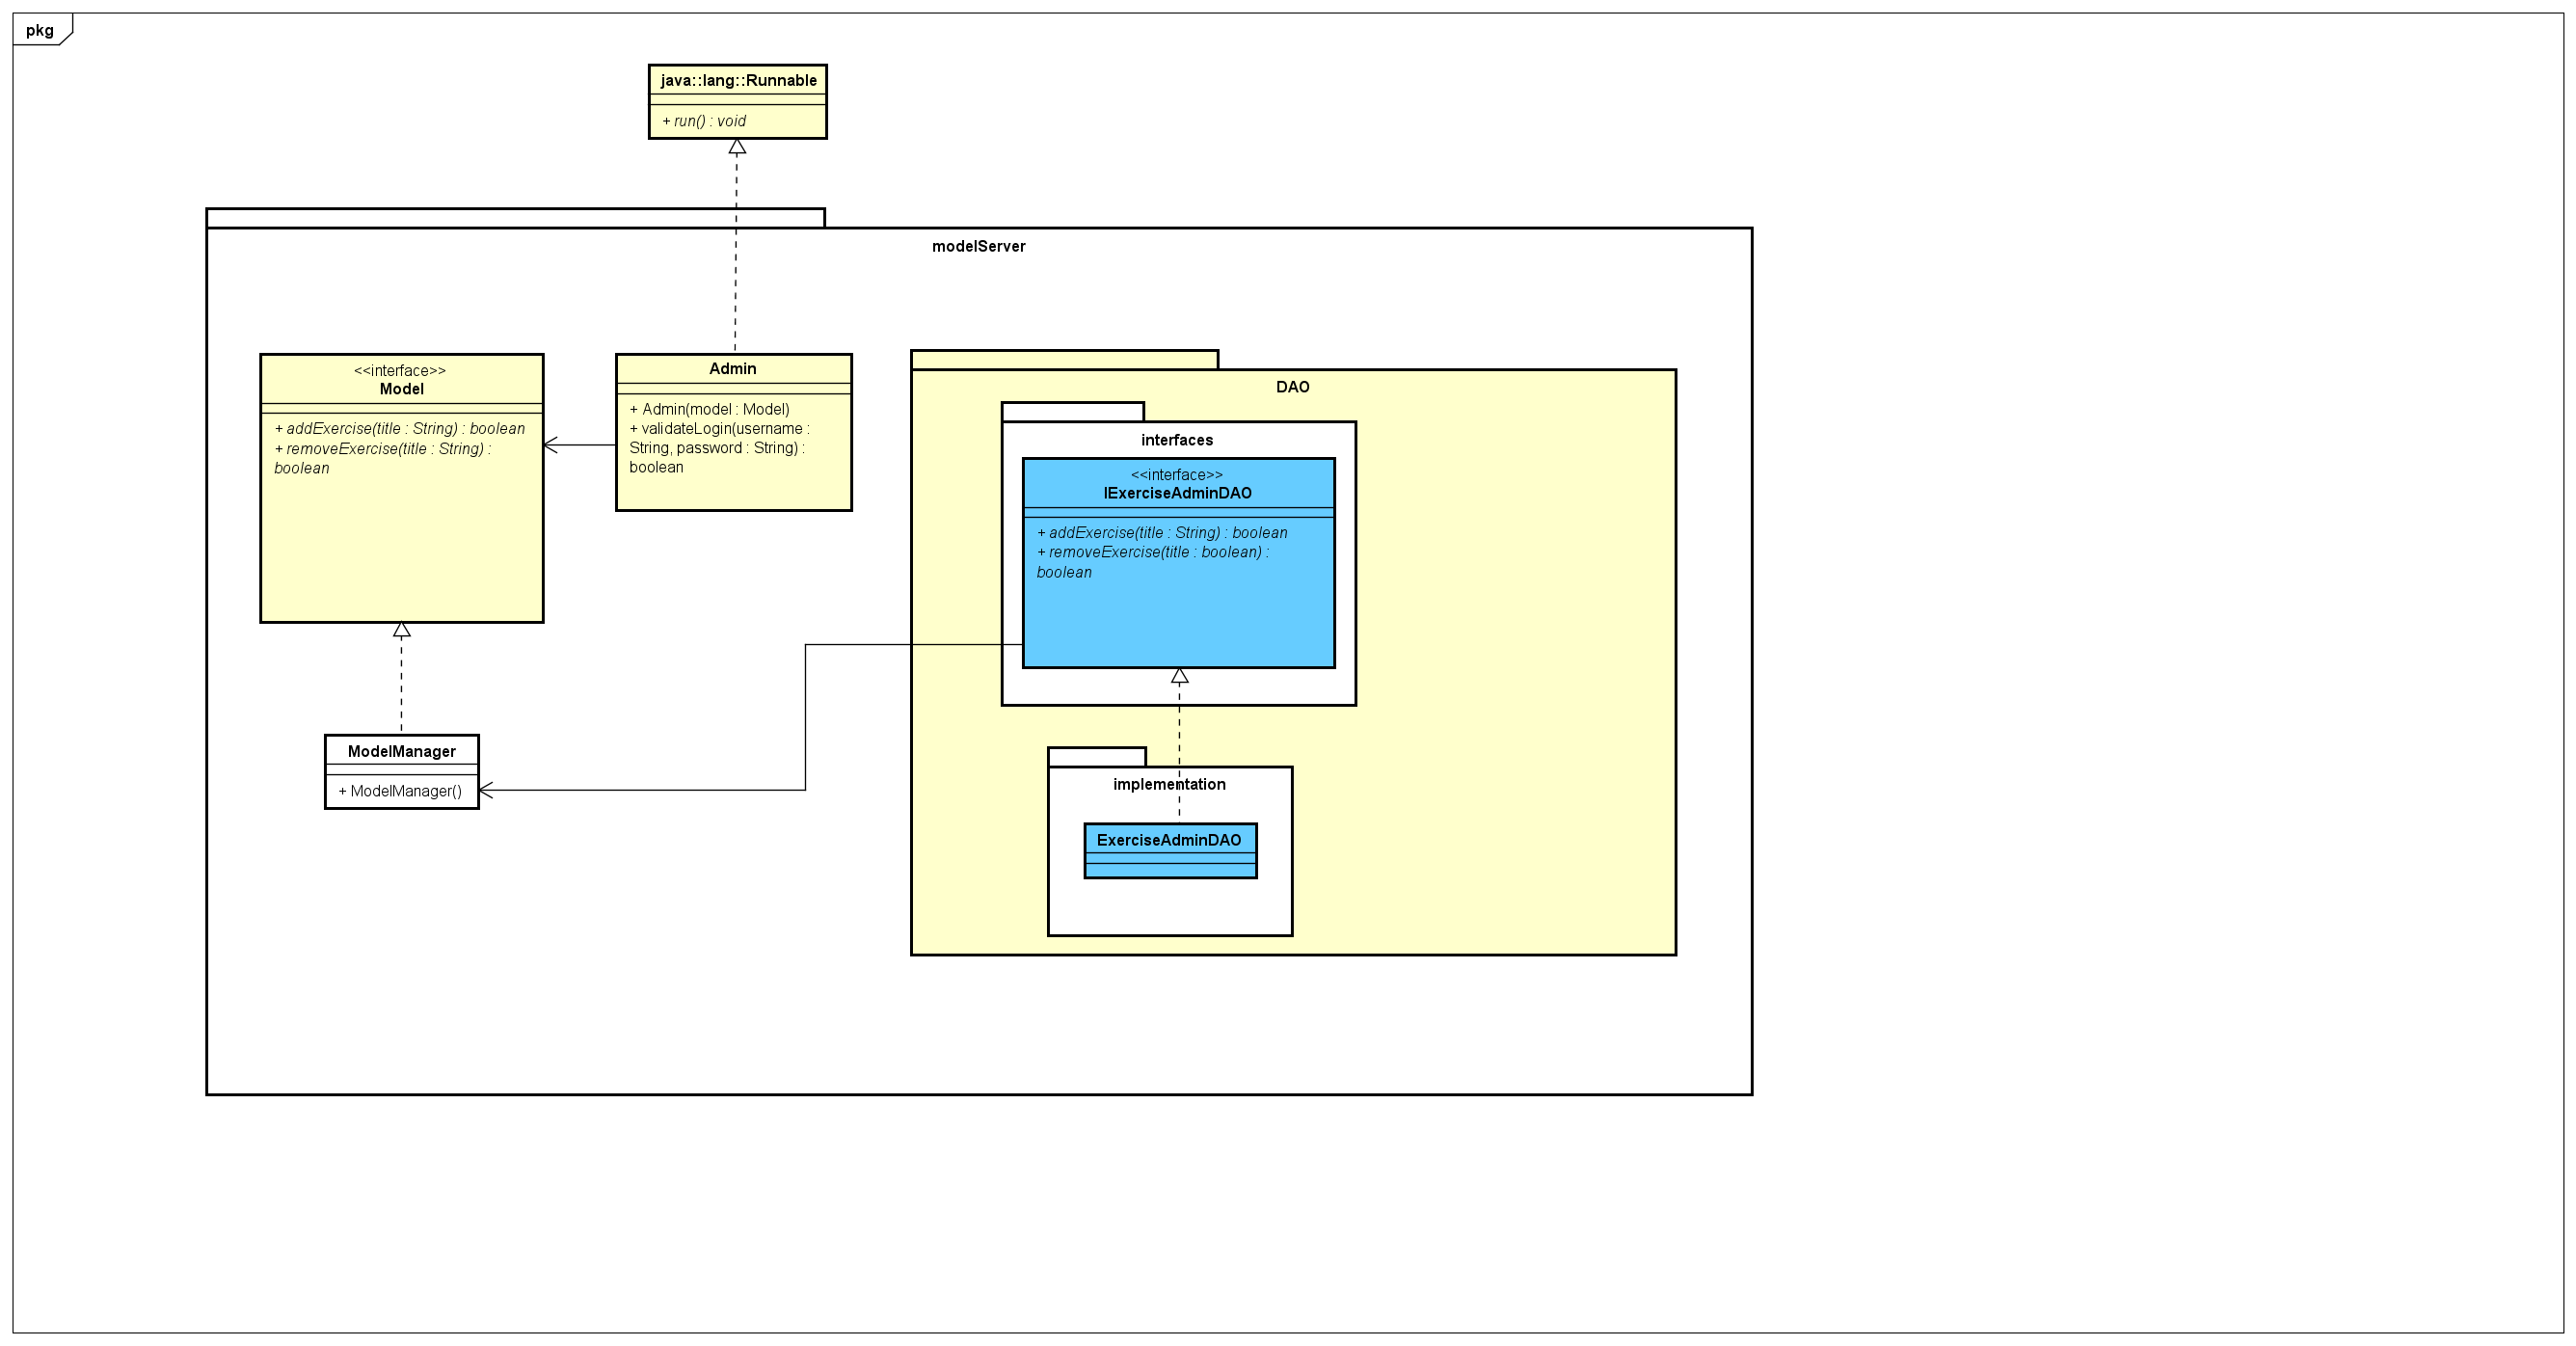 pkg
java::lang::Runnable
+ run() : void
modelServer
<<interface>>
Model
+ addExercise(title : String) : boolean
+ removeExercise(title : String) :
boolean
Admin
+ Admin(model : Model)
+ validateLogin(username :
String, password : String) :
boolean
DAO
interfaces
<<interface>>
IExerciseAdminDAO
+ addExercise(title : String) : boolean
+ removeExercise(title : boolean) :
boolean
ModelManager
+ ModelManager()
implementation
ExerciseAdminDAO